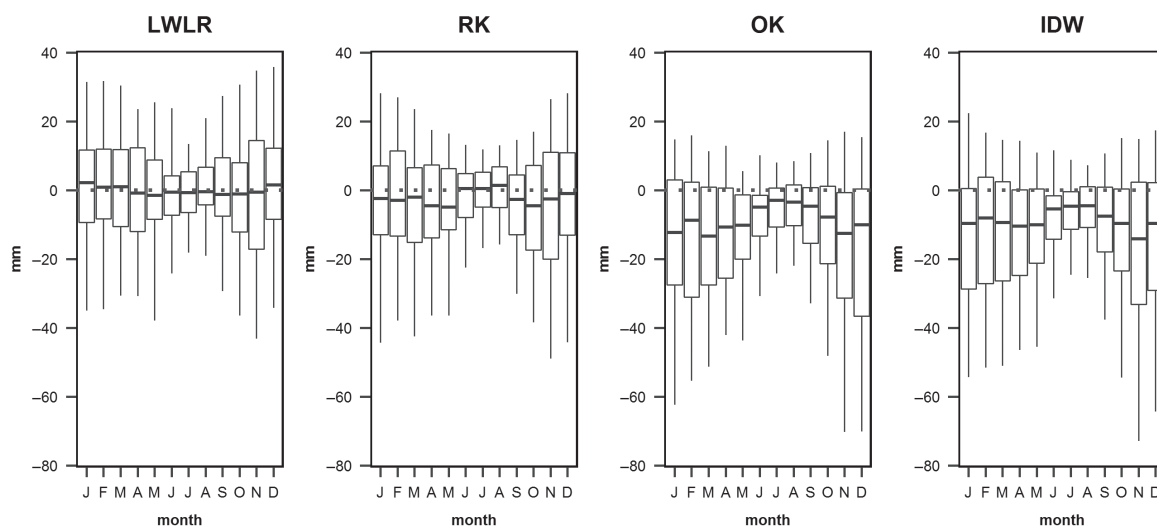 LWLR RK OK IDW
40 40 40 40
20 20 20 20
0 0 0 0
mm mm mm mm
–20 –20 –20 –20
–40 –40 –40 –40
–60 –60 –60 –60
–80 –80 –80 –80
J F M A M J J A S O N D J F M A M J J A S O N D J F M A M J J A S O N D J F M A M J J A S O N D
month month month month